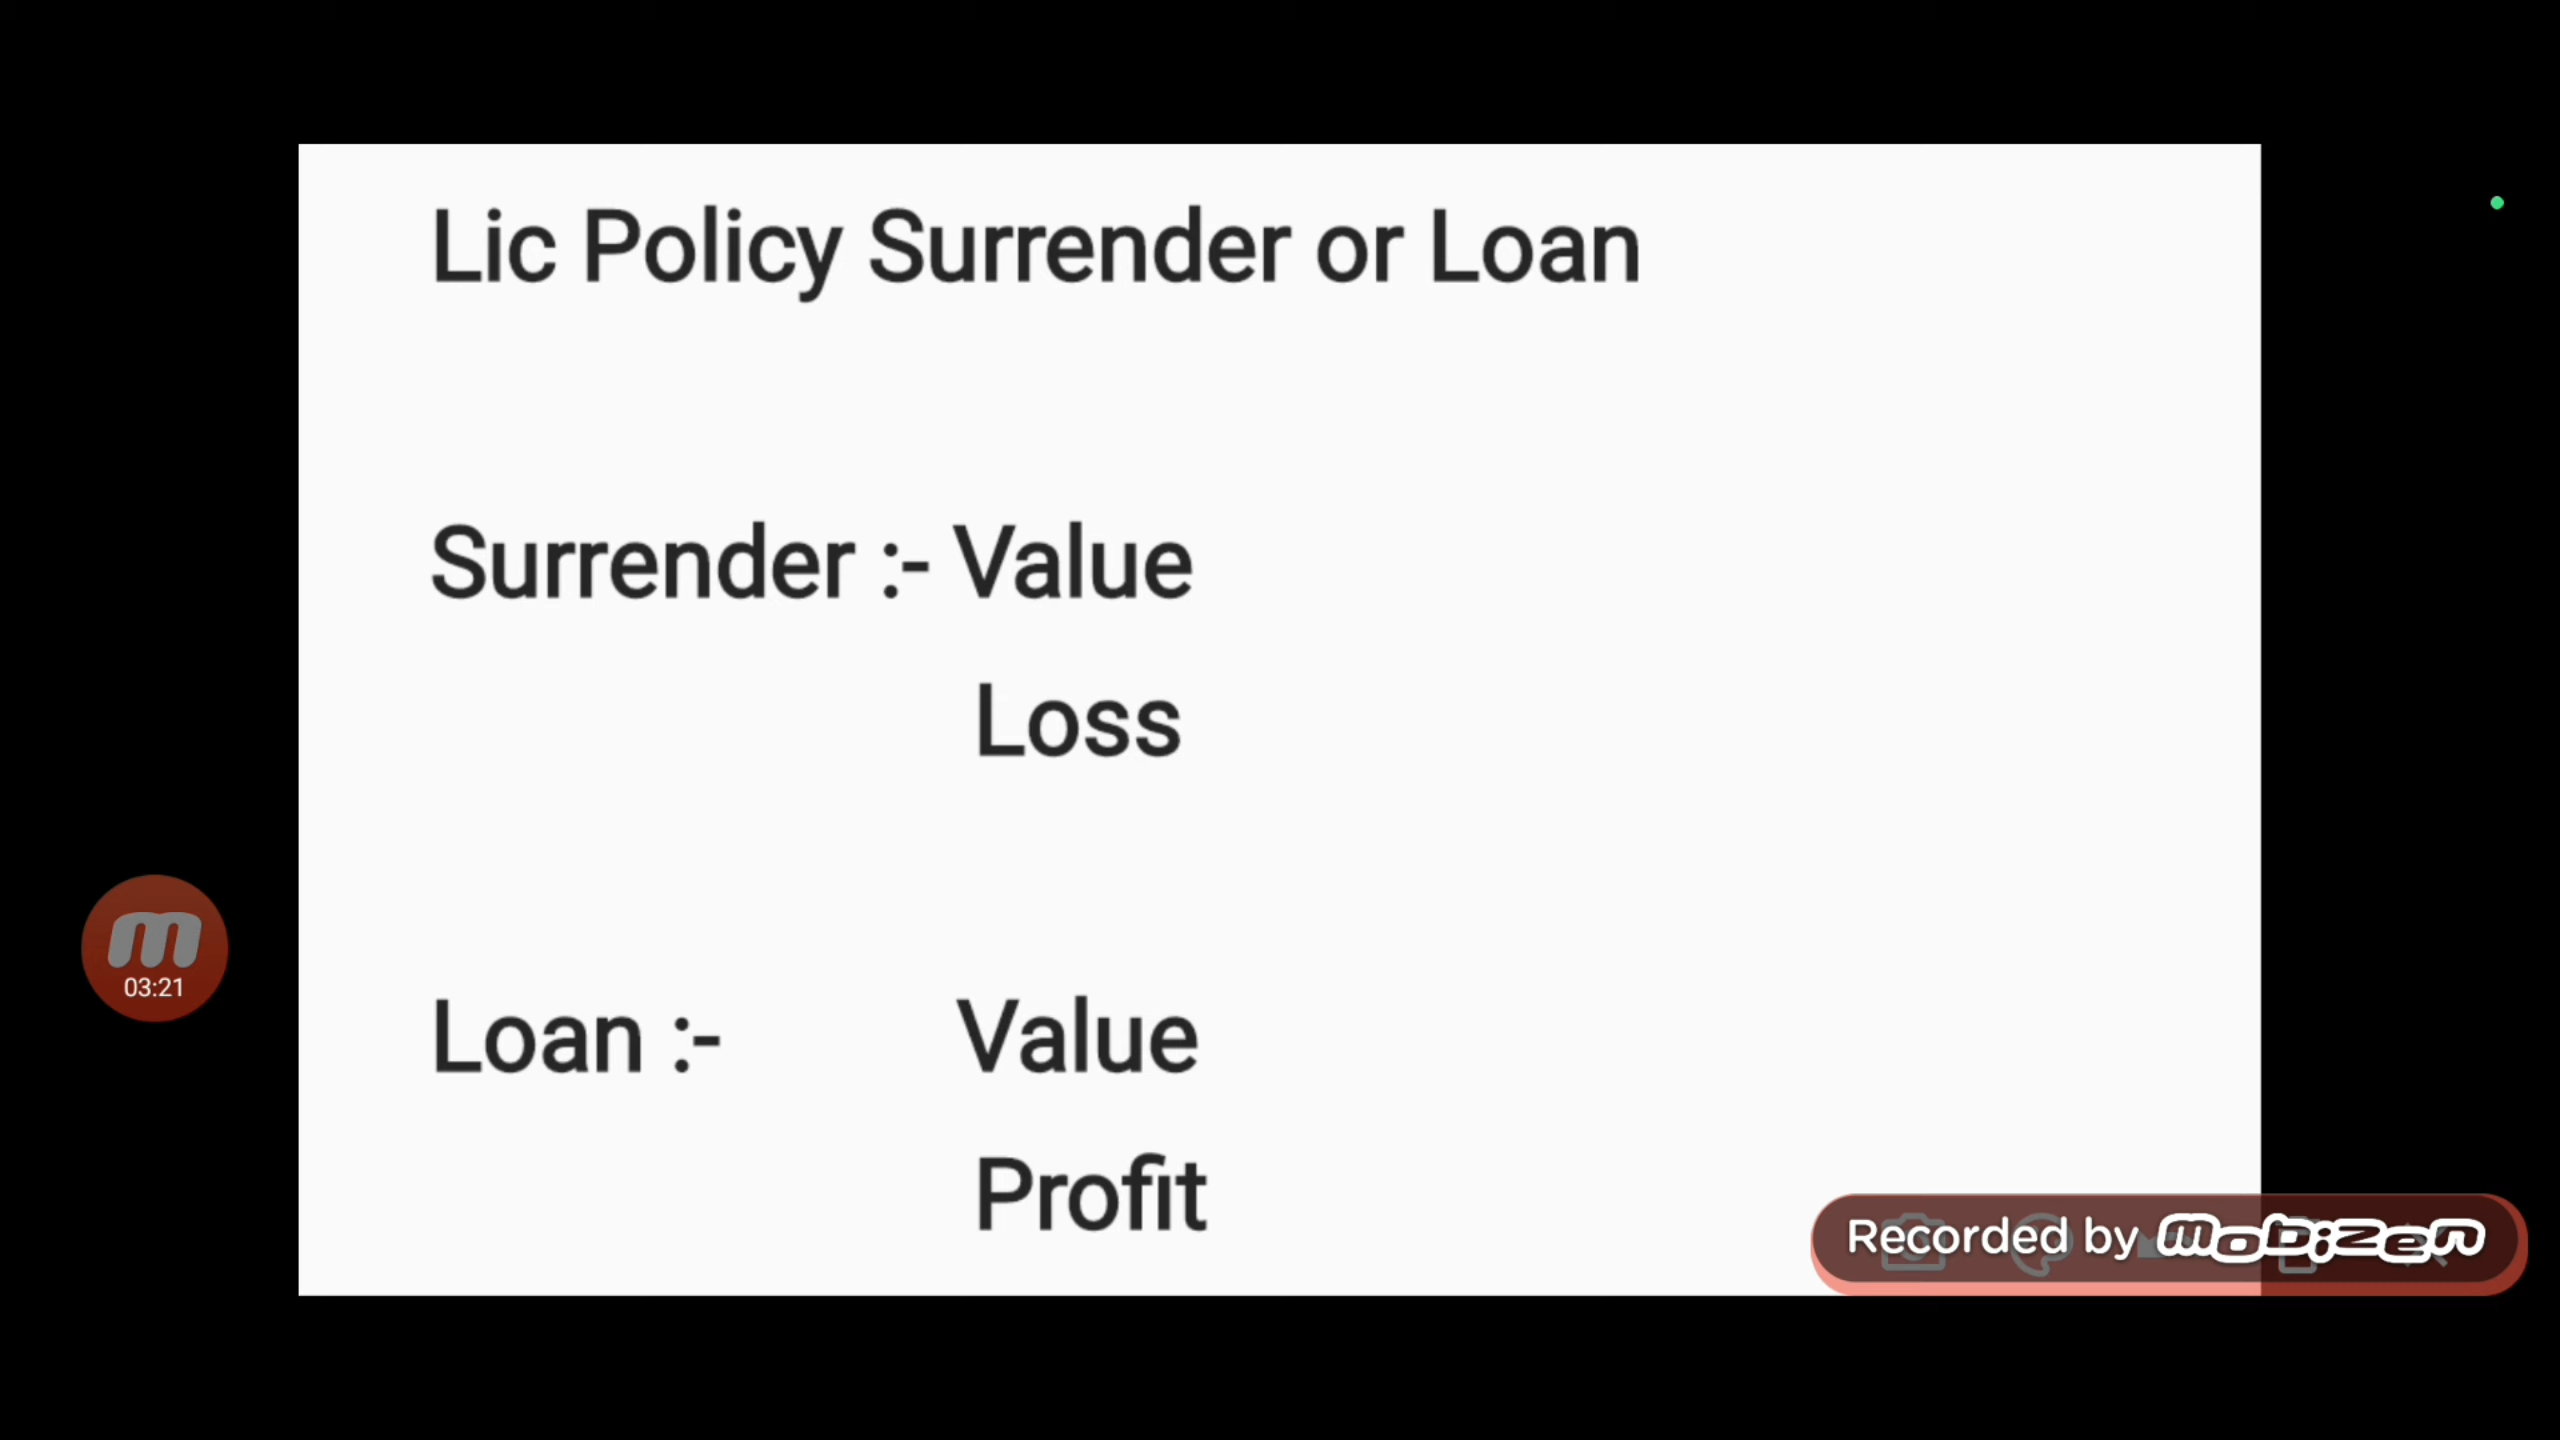 Lic Policy Surrender or Loan
Surrender :- Value
Loss
Loan :- Value
Profit
03:21
Recorded by mobizen